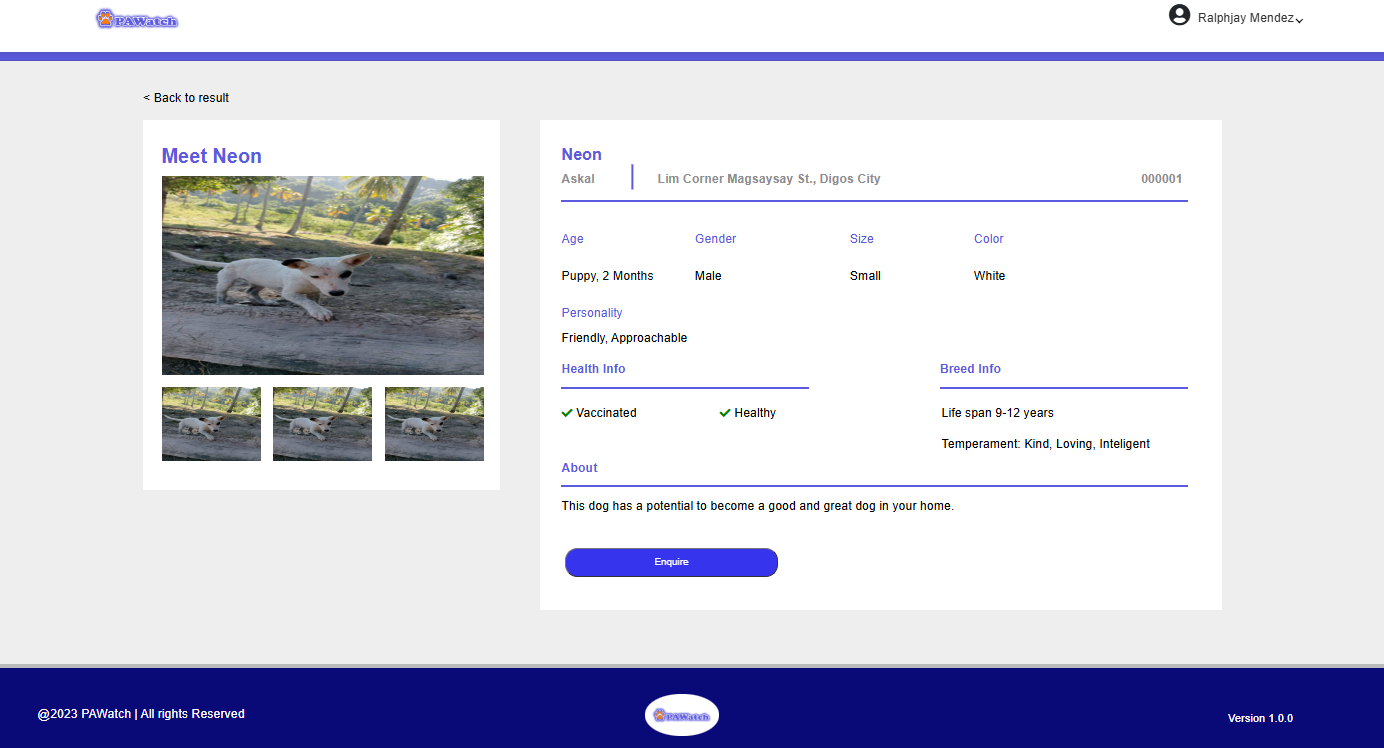 PAWatch
Ralphjay Mendez
< Back to result
Meet Neon
Neon
Askal Lim Corner Magsaysay St., Digos City 000001
Age Gender Size Color
Puppy, 2 Months Male Small White
Personality
Friendly, Approachable
Health Info Breed Info
Vaccinated Healthy Life span 9-12 years
Temperament: Kind, Loving, Inteligent
About
This dog has a potential to become a good and great dog in your home.
Enquire
@2023 PAWatch | All rights Reserved PAWatch Version 1.0.0